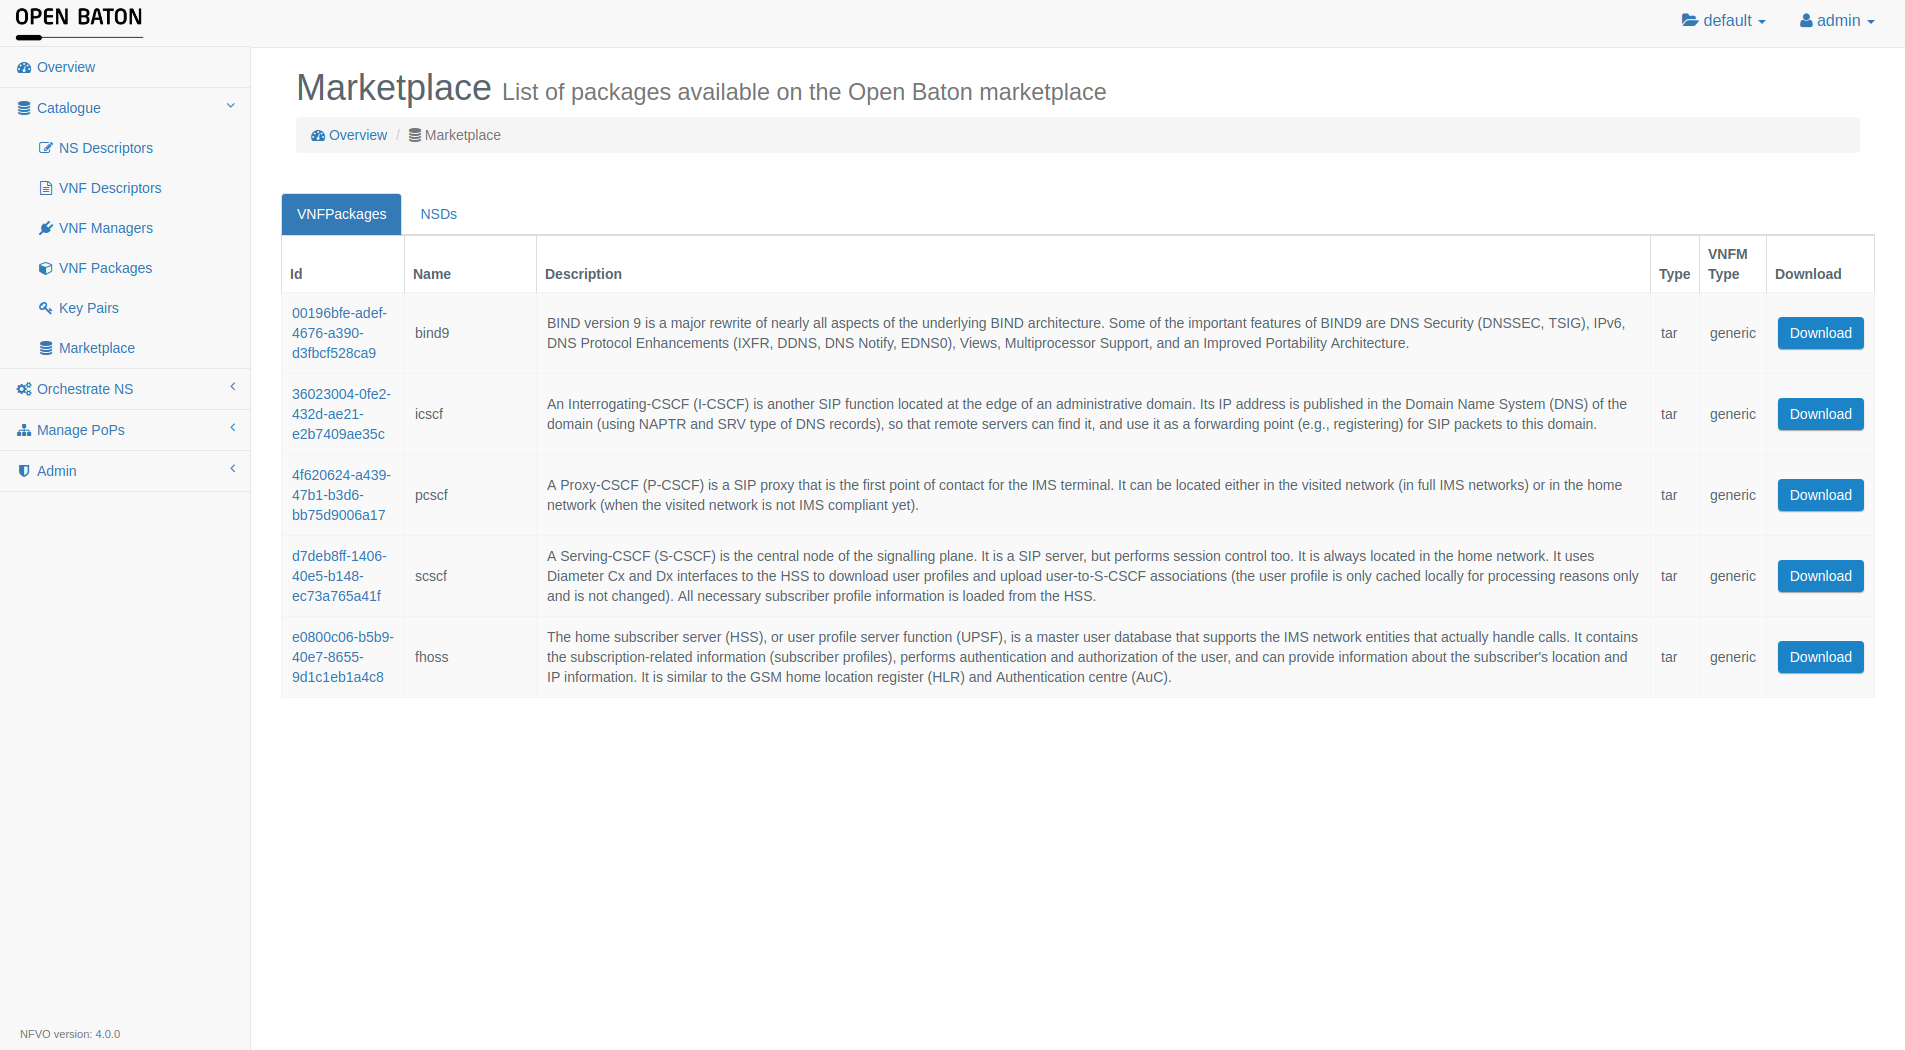 OPEN BATON
default
admin
Overview
Catalogue
NS Descriptors
VNF Descriptors
VNF Managers
VNF Packages
Key Pairs
Marketplace
Orchestrate NS
Manage PoPs
Admin
NFVO version: 4.0.0
Marketplace List of packages available on the Open Baton marketplace
Overview / Marketplace
VNFPackages NSDs
Id Name Description Type VNFM Type Download
00196bfe-adef-
4676-a390-
d3fbcf528ca9
bind9
BIND version 9 is a major rewrite of nearly all aspects of the underlying BIND architecture. Some of the important features of BIND9 are DNS Security (DNSSEC, TSIG), IPv6,
DNS Protocol Enhancements (IXFR, DDNS, DNS Notify, EDNS0), Views, Multiprocessor Support, and an Improved Portability Architecture.
tar
generic
Download
36023004-0fe2-
432d-ae21-
e2b7409ae35c
icscf
An Interrogating-CSCF (I-CSCF) is another SIP function located at the edge of an administrative domain. Its IP address is published in the Domain Name System (DNS) of the
domain (using NAPTR and SRV type of DNS records), so that remote servers can find it, and use it as a forwarding point (e.g., registering) for SIP packets to this domain.
tar
generic
Download
4f620624-a439-
47b1-b3d6-
bb75d9006a17
pcscf
A Proxy-CSCF (P-CSCF) is a SIP proxy that is the first point of contact for the IMS terminal. It can be located either in the visited network (in full IMS networks) or in the home
network (when the visited network is not IMS compliant yet).
tar
generic
Download
d7deb8ff-1406-
40e5-b148-
ec73a765a41f
scscf
A Serving-CSCF (S-CSCF) is the central node of the signalling plane. It is a SIP server, but performs session control too. It is always located in the home network. It uses
Diameter Cx and Dx interfaces to the HSS to download user profiles and upload user-to-S-CSCF associations (the user profile is only cached locally for processing reasons only
and is not changed). All necessary subscriber profile information is loaded from the HSS.
tar
generic
Download
e0800c06-b5b9-
40e7-8655-
9d1c1eb1a4c8
fhoss
The home subscriber server (HSS), or user profile server function (UPSF), is a master user database that supports the IMS network entities that actually handle calls. It contains
the subscription-related information (subscriber profiles), performs authentication and authorization of the user, and can provide information about the subscriber's location and
IP information. It is similar to the GSM home location register (HLR) and Authentication centre (AuC).
tar
generic
Download